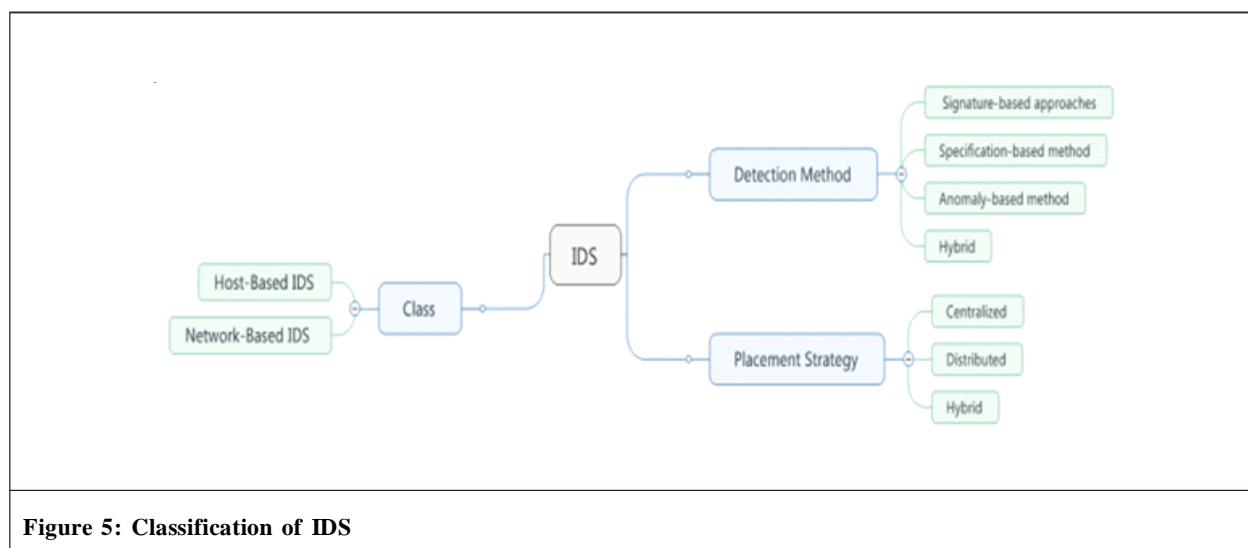 Signature-based approaches
Detection Method
Specification-based method
Anomaly-based method
Hybrid
IDS
Host-Based IDS
Class
Network-Based IDS
Centralized
Placement Strategy
Distributed
Hybrid
Figure 5: Classification of IDS